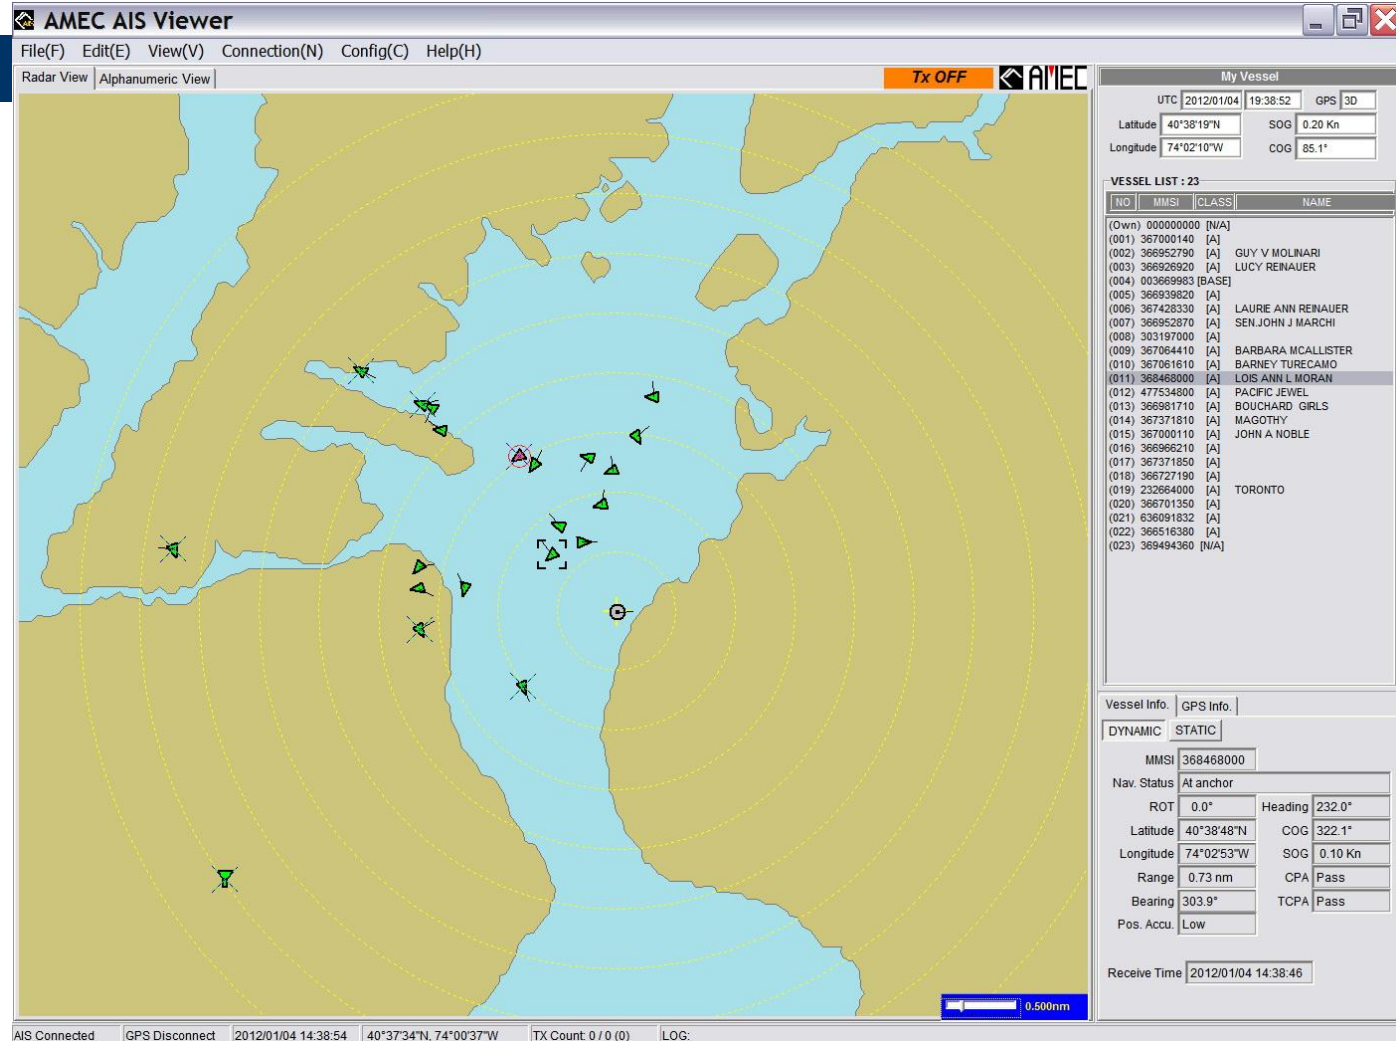 AMEC AIS Viewer
File(F) Edit(E) View(V) Connection(N) Config(C) Help(H)
Radar View Alphanumeric View
Tx OFF AMEC
My Vessel
UTC 2012/01/04 19:38:52 GPS 3D
Latitude 40°38'19"N SOG 0.20 Kn
Longitude 74°02'10"W COG 85.1°
VESSEL LIST : 23
NO MMSI CLASS NAME
(Own) 000000000 [N/A]
(001) 367000140 [A]
(002) 366952790 [A] GUY V MOLINARI
(003) 366926920 [A] LUCY REINAUER
(004) 003669983 [BASE]
(005) 366939820 [A]
(006) 367428330 [A] LAURIE ANN REINAUER
(007) 366952870 [A] SEN.JOHN J MARCHI
(008) 303197000 [A]
(009) 367064410 [A] BARBARA MCALLISTER
(010) 367061610 [A] BARNEY TURECAMO
(011) 368468000 [A] LOIS ANN L MORAN
(012) 477534800 [A] PACIFIC JEWEL
(013) 366981710 [A] BOUCHARD GIRLS
(014) 367371810 [A] MAGOTHY
(015) 367000110 [A] JOHN A NOBLE
(016) 366966210 [A]
(017) 367371850 [A]
(018) 366727190 [A]
(019) 232664000 [A] TORONTO
(020) 366701350 [A]
(021) 636091832 [A]
(022) 366516380 [A]
(023) 369494360 [N/A]
Vessel Info. GPS Info.
DYNAMIC STATIC
MMSI 368468000
Nav. Status At anchor
ROT 0.0° Heading 232.0°
Latitude 40°38'48"N COG 322.1°
Longitude 74°02'53"W SOG 0.10 Kn
Range 0.73 nm CPA Pass
Bearing 303.9° TCPA Pass
Pos. Accu. Low
Receive Time 2012/01/04 14:38:46
0.500nm
AIS Connected GPS Disconnect 2012/01/04 14:38:54 40°37'34"N, 74°00'37"W TX Count: 0 / 0 (0) LOG: